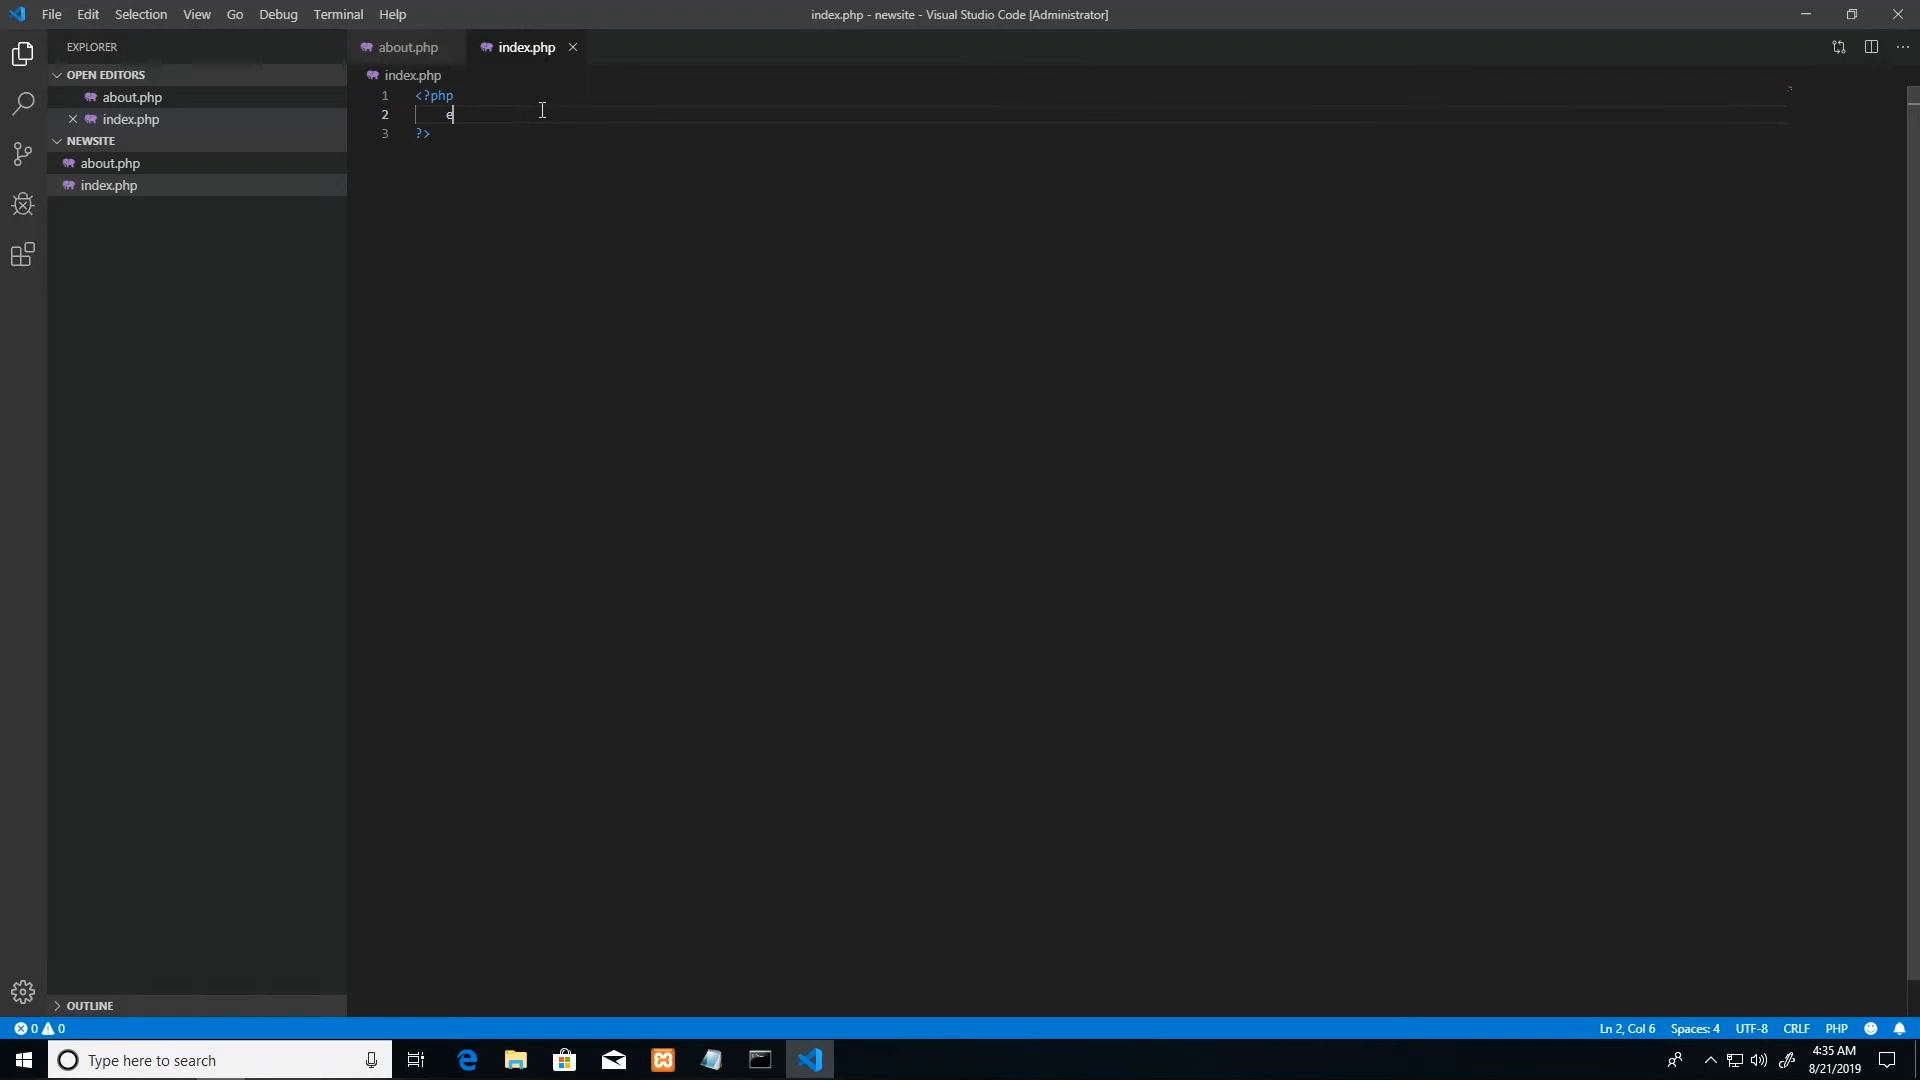 File Edit Selection View Go Debug Terminal Help
index.php - newsite - Visual Studio Code [Administrator]
EXPLORER
about.php
index.php
OPEN EDITORS
about.php
index.php
NEWSITE
about.php
index.php
index.php
1 <?php
2 e
3 ?>
OUTLINE
0 0
Ln 2, Col 6 Spaces: 4 UTF-8 CRLF PHP
Type here to search
4:35 AM
8/21/2019